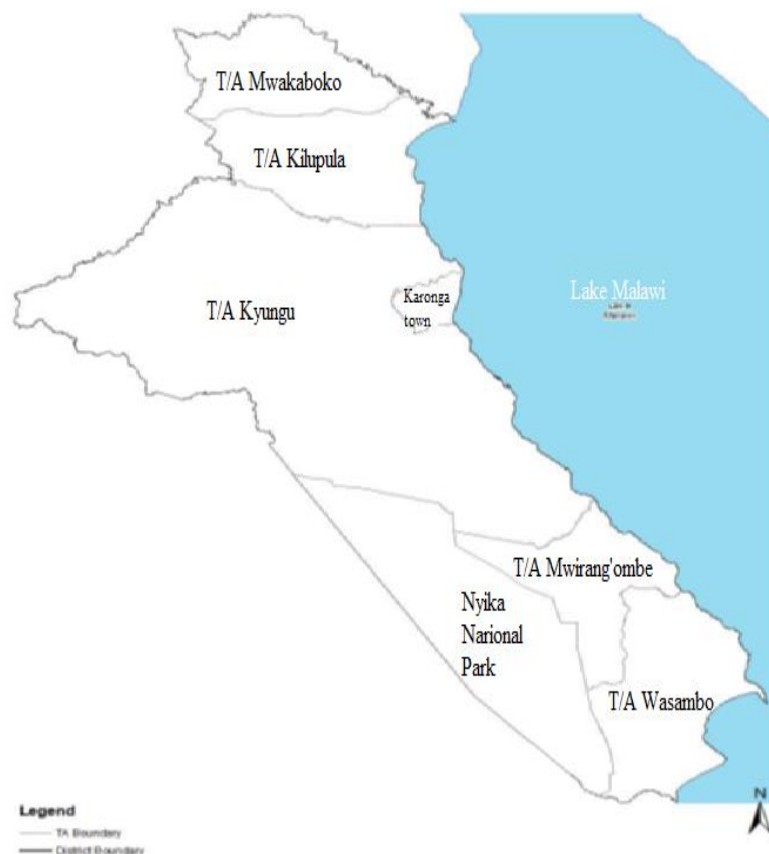 T/A Mwakaboko
T/A Kilupula
T/A Kyungu
Karonga
town
Lake Malawi
T/A Mwirang'ombe
Nyika
Narional
Park
T/A Wasambo
N
Legend
TA Boundary
District Boundary